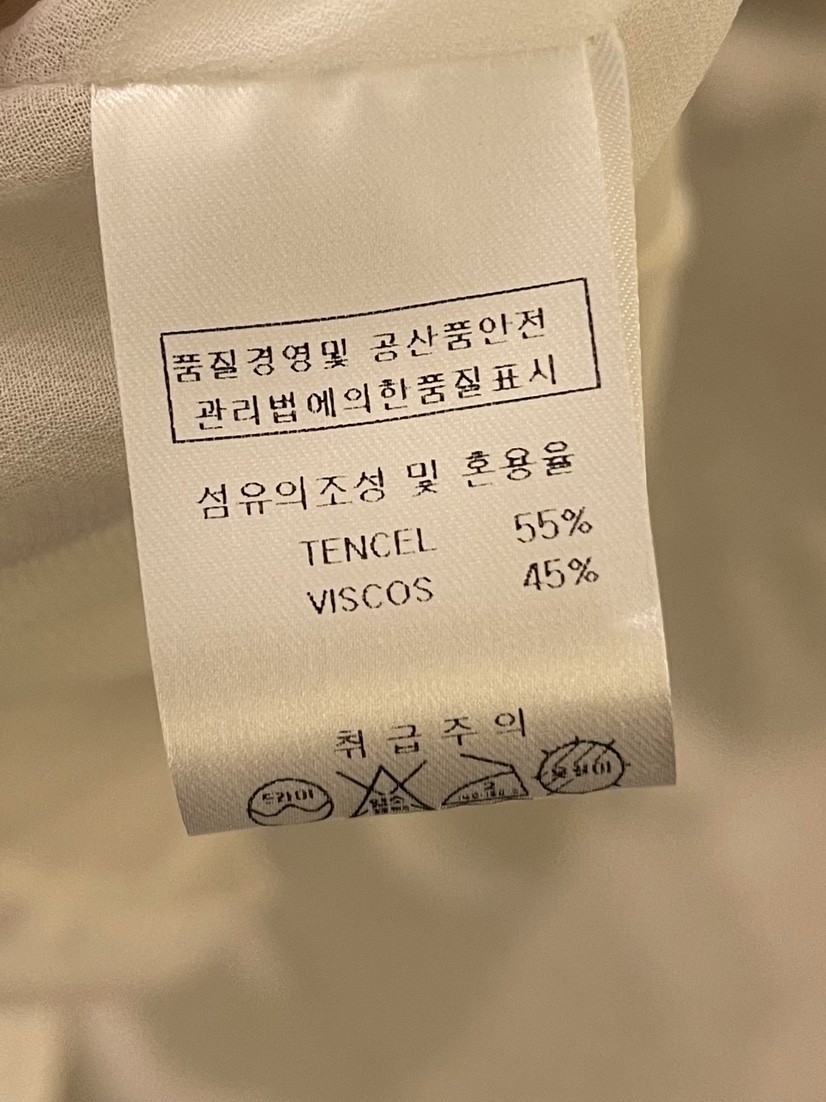 품질경영및 공산품안전
관리법에의한품질표시
섬유의조성 및 혼용율
TENCEL 55%
VISCOS 45%
취급주의
드라이
염소